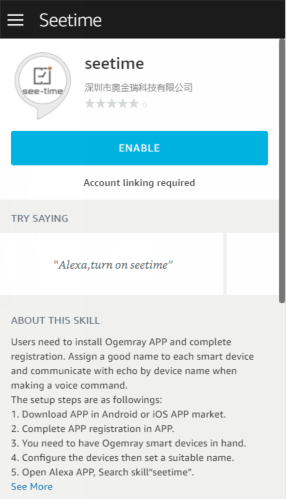 Seetime
see-time
seetime
深圳市奥金瑞科技有限公司
0
ENABLE
Account linking required
TRY SAYING
"Alexa,turn on seetime"
ABOUT THIS SKILL
Users need to install Ogemray APP and complete
registration. Assign a good name to each smart device
and communicate with echo by device name when
making a voice command.
The setup steps are as followings:
1. Download APP in Android or iOS APP market.
2. Complete APP registration in APP.
3. You need to have Ogemray smart devices in hand.
4. Configure the devices then set a suitable name.
5. Open Alexa APP, Search skill"seetime".
See More